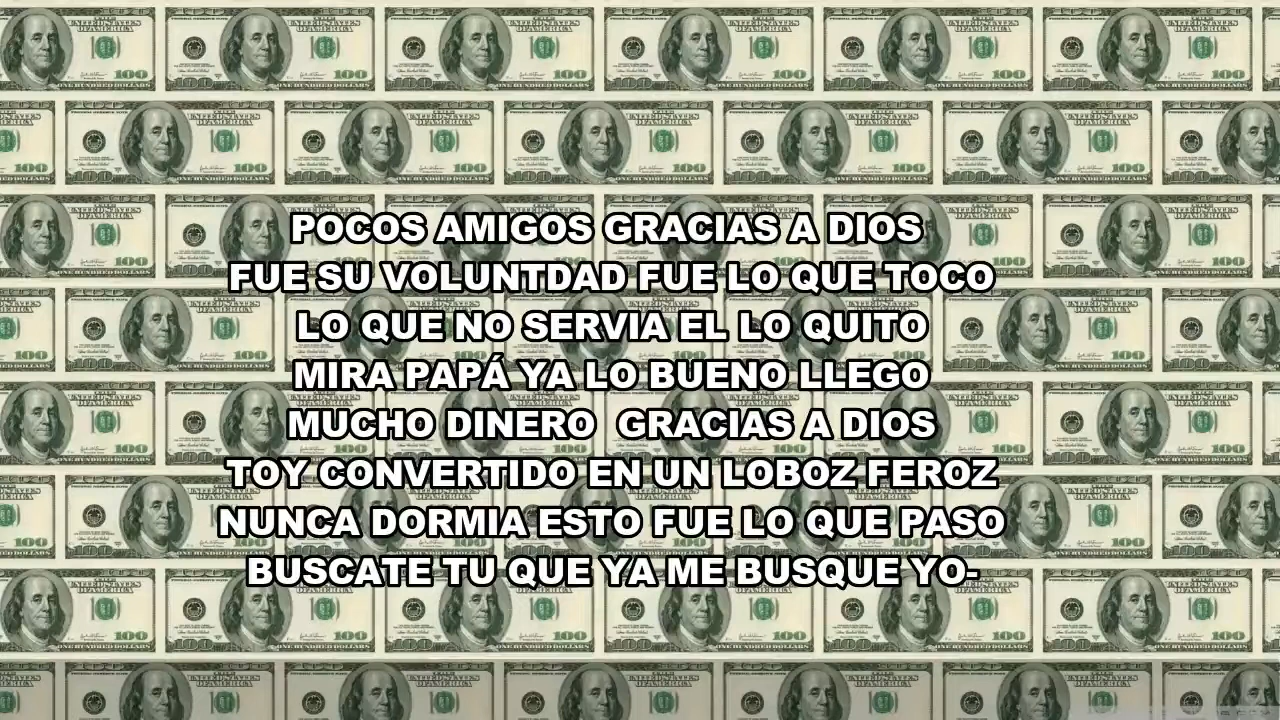 POCOS AMIGOS GRACIAS A DIOS
FUE SU VOLUNTDAD FUE LO QUE TOCO
LO QUE NO SERVIA EL LO QUITO
MIRA PAPÁ YA LO BUENO LLEGO
MUCHO DINERO  GRACIAS A DIOS
TOY CONVERTIDO EN UN LOBOZ FEROZ
NUNCA DORMIA ESTO FUE LO QUE PASO
BUSCATE TU QUE YA ME BUSQUE YO-